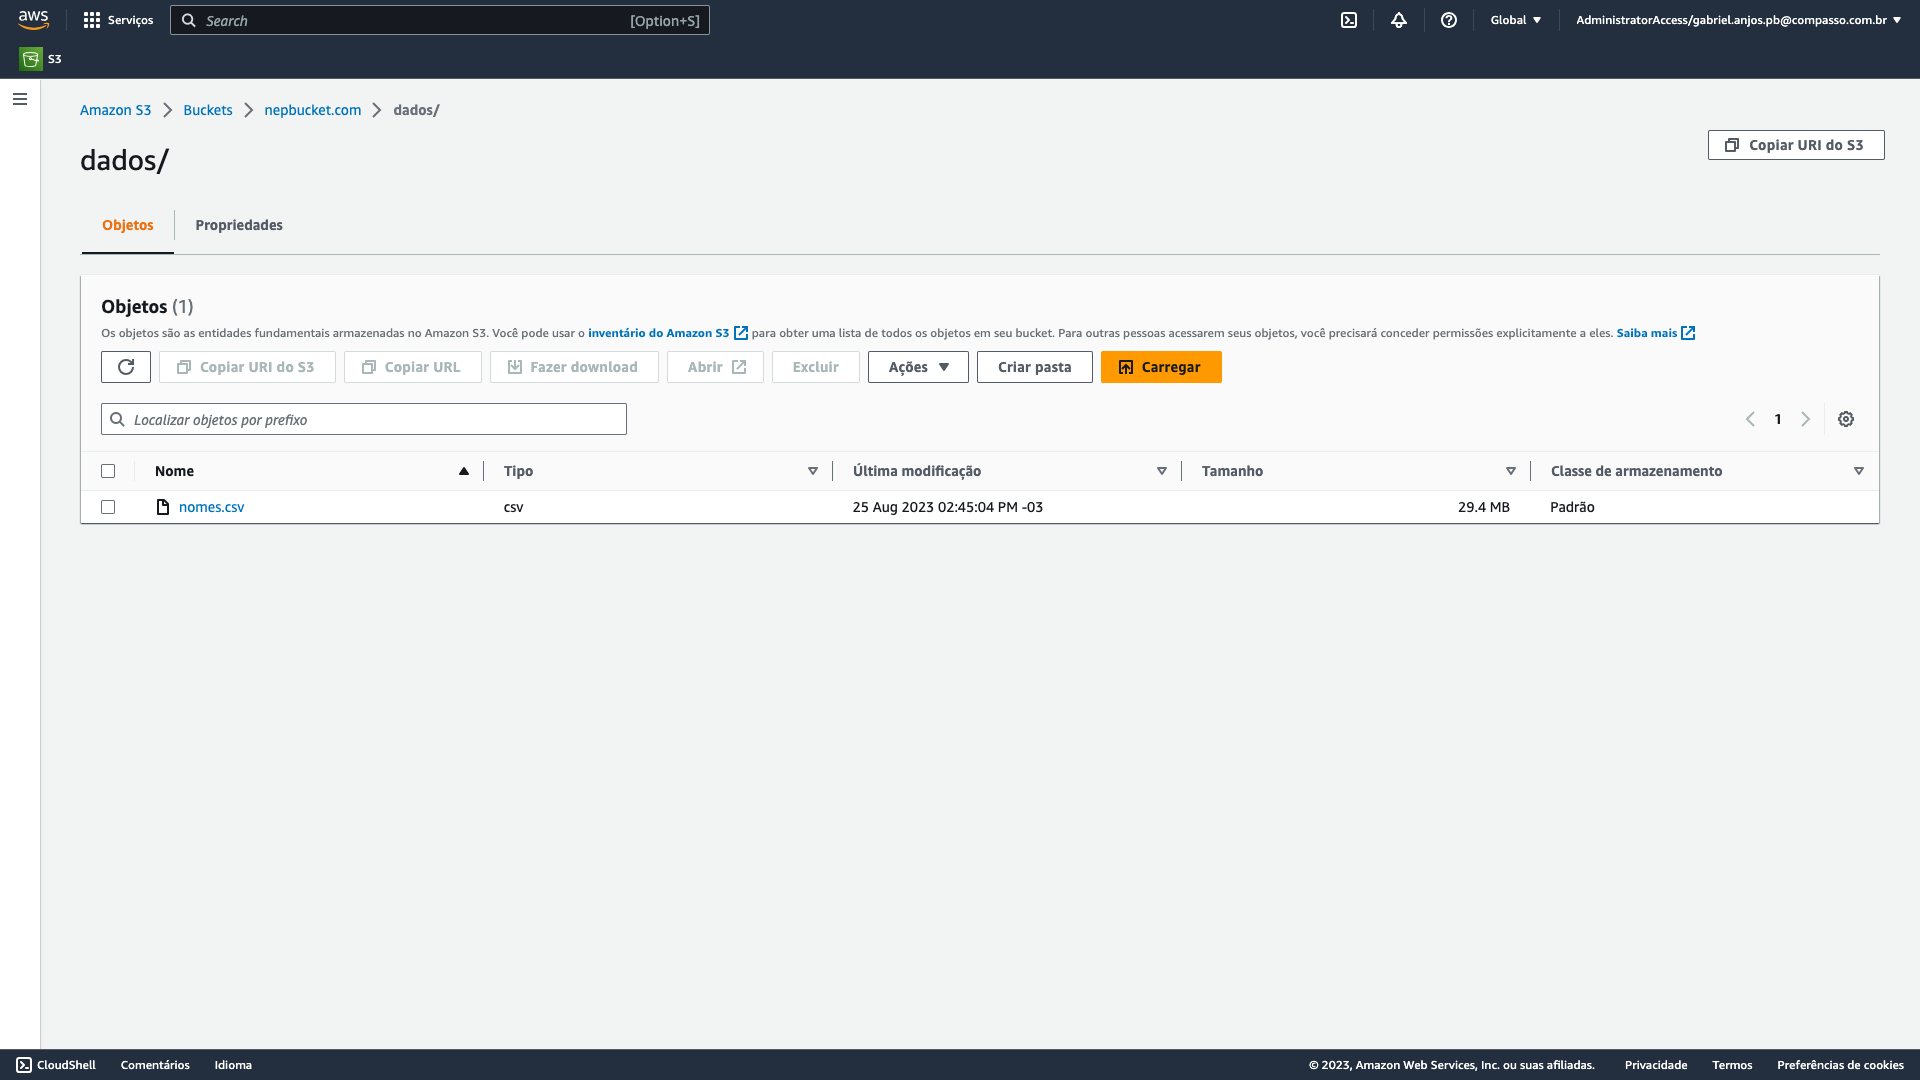 aws Serviços Search [Option+S] Global AdministratorAccess/gabriel.anjos.pb@compasso.com.br
S3
Amazon S3 Buckets nepbucket.com dados/
dados/
Copiar URI do S3
Objetos Propriedades
Objetos (1)
Os objetos são as entidades fundamentais armazenadas no Amazon S3. Você pode usar o inventário do Amazon S3 para obter uma lista de todos os objetos em seu bucket. Para outras pessoas acessarem seus objetos, você precisará conceder permissões explicitamente a eles. Saiba mais
Copiar URI do S3 Copiar URL Fazer download Abrir Excluir Ações Criar pasta Carregar
Localizar objetos por prefixo 1
Nome Tipo Última modificação Tamanho Classe de armazenamento
nomes.csv csv 25 Aug 2023 02:45:04 PM -03 29.4 MB Padrão
CloudShell Comentários Idioma © 2023, Amazon Web Services, Inc. ou suas afiliadas. Privacidade Termos Preferências de cookies